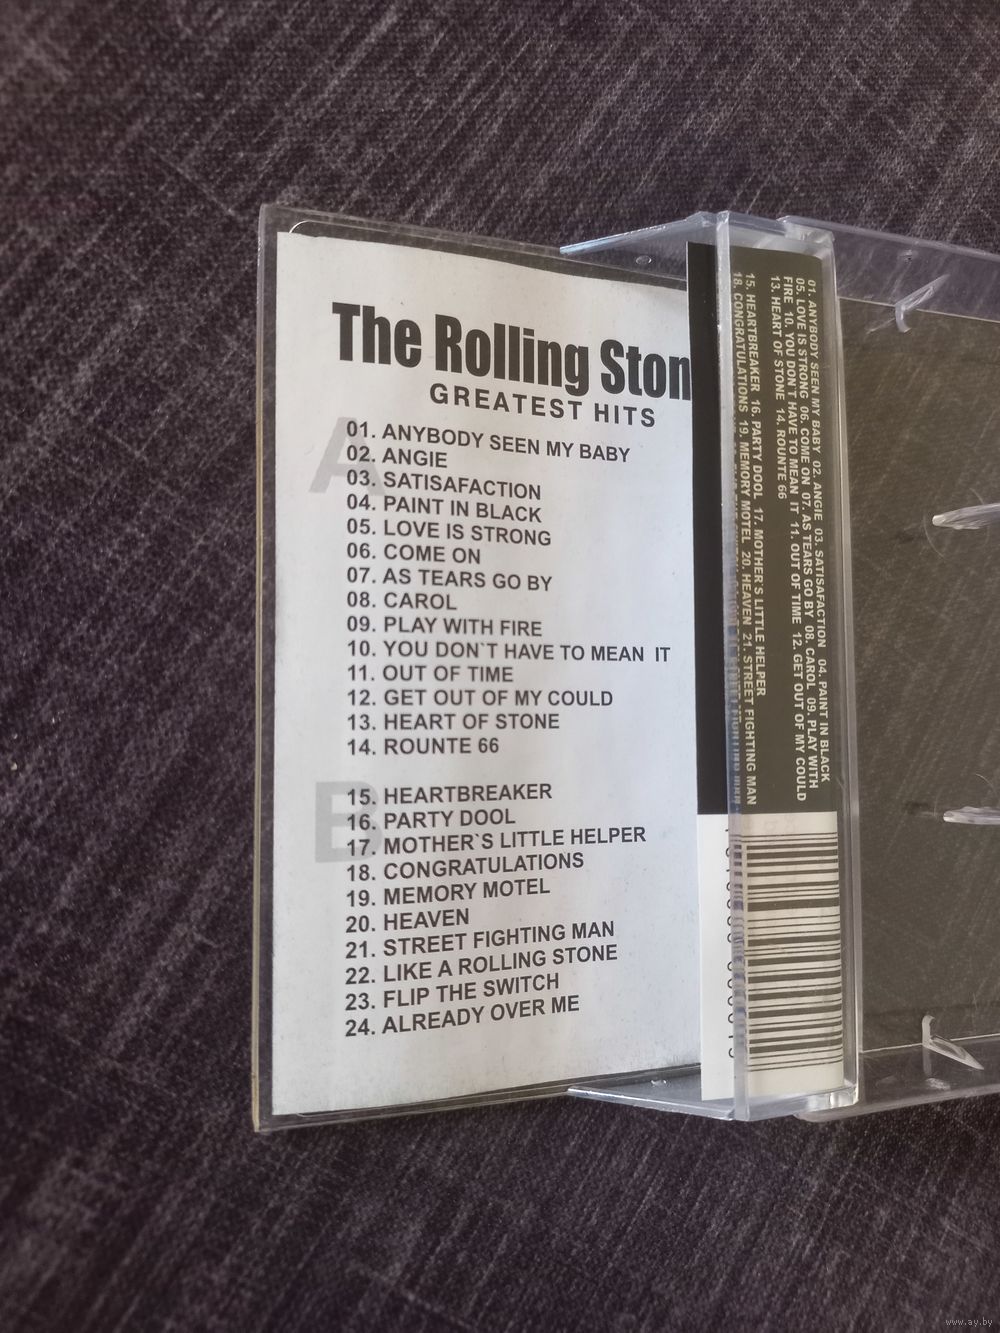 The Rolling Ston
GREATEST HITS
A
01. ANYBODY SEEN MY BABY
02. ANGIE
03. SATISAFACTION
04. PAINT IN BLACK
05. LOVE IS STRONG
06. COME ON
07. AS TEARS GO BY
08. CAROL
09. PLAY WITH FIRE
10. YOU DON`T HAVE TO MEAN IT
11. OUT OF TIME
12. GET OUT OF MY COULD
13. HEART OF STONE
14. ROUNTE 66
B
15. HEARTBREAKER
16. PARTY DOOL
17. MOTHER`S LITTLE HELPER
18. CONGRATULATIONS
19. MEMORY MOTEL
20. HEAVEN
21. STREET FIGHTING MAN
22. LIKE A ROLLING STONE
23. FLIP THE SWITCH
24. ALREADY OVER ME
01. ANYBODY SEEN MY BABY 02. ANGIE 03. SATISAFACTION 04. PAINT IN BLACK
05. LOVE IS STRONG 06. COME ON 07. AS TEARS GO BY 08. CAROL 09. PLAY WITH
FIRE 10. YOU DON`T HAVE TO MEAN IT 11. OUT OF TIME 12. GET OUT OF MY COULD
13. HEART OF STONE 14. ROUNTE 66
15. HEARTBREAKER 16. PARTY DOOL 17. MOTHER`S LITTLE HELPER
18. CONGRATULATIONS 19. MEMORY MOTEL 20. HEAVEN 21. STREET FIGHTING MAN
www.ay.by